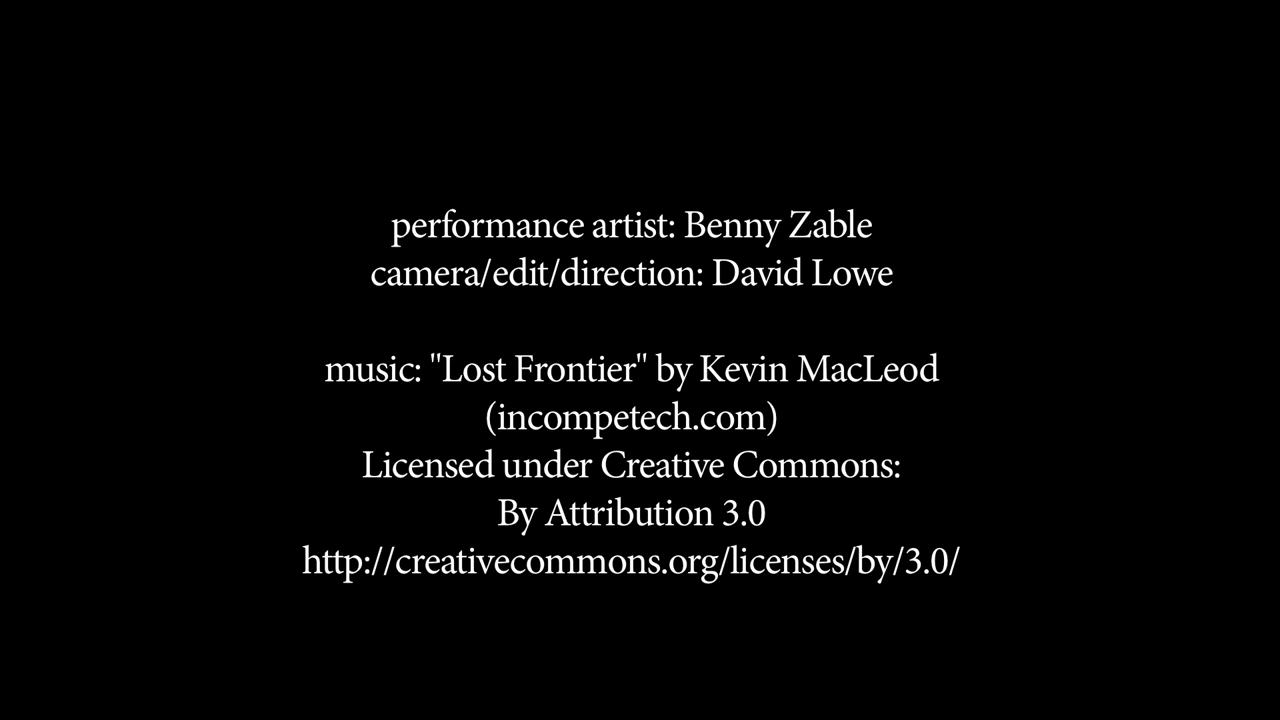 performance artist: Benny Zable
camera/edit/direction: David Lowe
music: "Lost Frontier" by Kevin MacLeod
(incompetech.com)
Licensed under Creative Commons:
By Attribution 3.0
http://creativecommons.org/licenses/by/3.0/